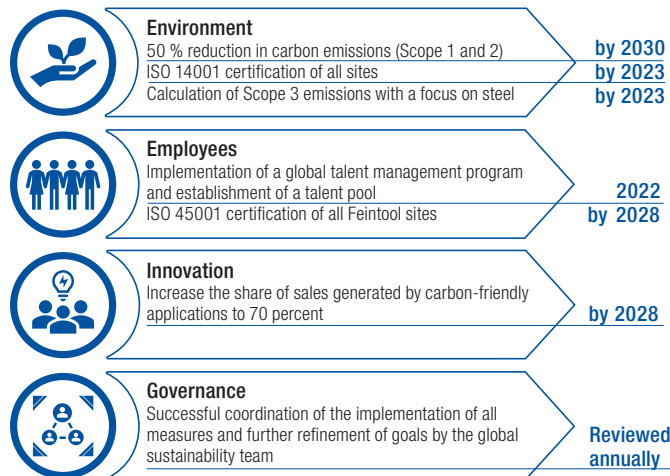 Environment
50 % reduction in carbon emissions (Scope 1 and 2) by 2030
ISO 14001 certification of all sites by 2023
Calculation of Scope 3 emissions with a focus on steel by 2023
Employees
Implementation of a global talent management program
and establishment of a talent pool 2022
ISO 45001 certification of all Feintool sites by 2028
Innovation
Increase the share of sales generated by carbon-friendly
applications to 70 percent by 2028
Governance
Successful coordination of the implementation of all
measures and further refinement of goals by the global Reviewed
sustainability team annually